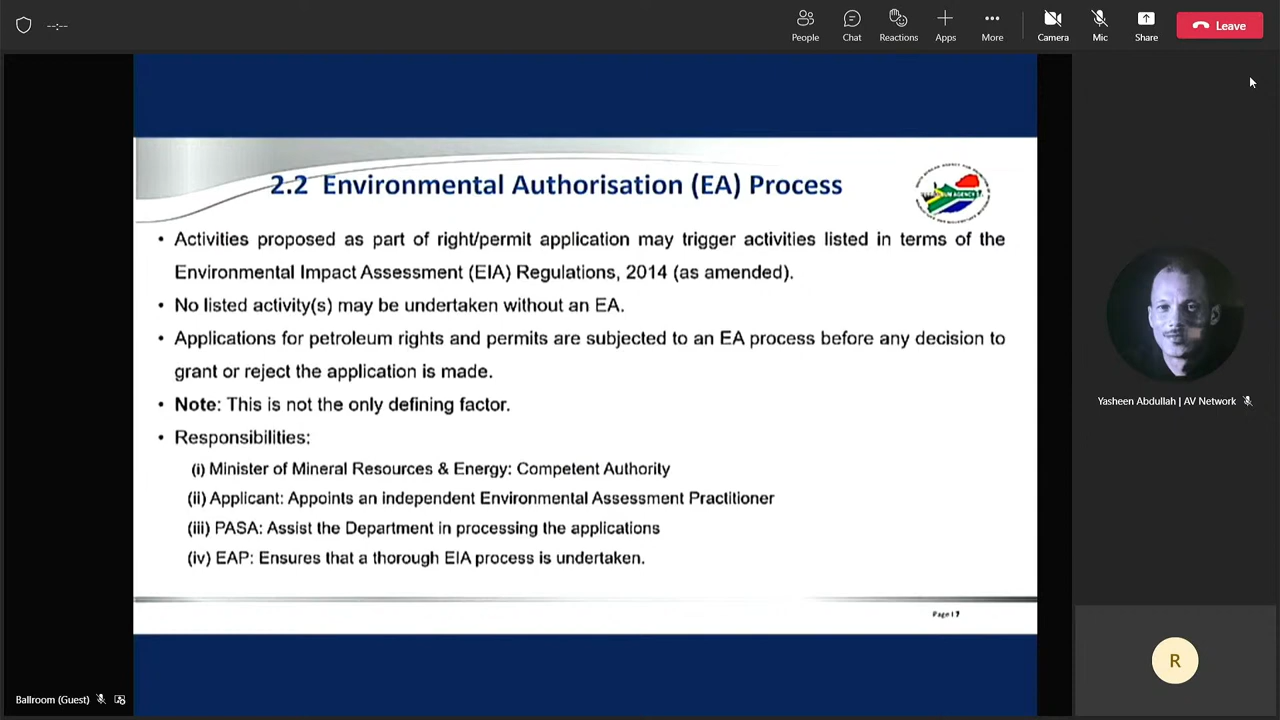 --:--
People
Chat
Reactions
Apps
More
Camera
Mic
Share
Leave
2.2 Environmental Authorisation (EA) Process
• Activities proposed as part of right/permit application may trigger activities listed in terms of the
Environmental Impact Assessment (EIA) Regulations, 2014 (as amended).
• No listed activity(s) may be undertaken without an EA.
• Applications for petroleum rights and permits are subjected to an EA process before any decision to
grant or reject the application is made.
• Note: This is not the only defining factor.
• Responsibilities:
(i) Minister of Mineral Resources & Energy: Competent Authority
(ii) Applicant: Appoints an independent Environmental Assessment Practitioner
(iii) PASA: Assist the Department in processing the applications
(iv) EAP: Ensures that a thorough EIA process is undertaken.
Page | 7
Yasheen Abdullah | AV Network
R
Ballroom (Guest)